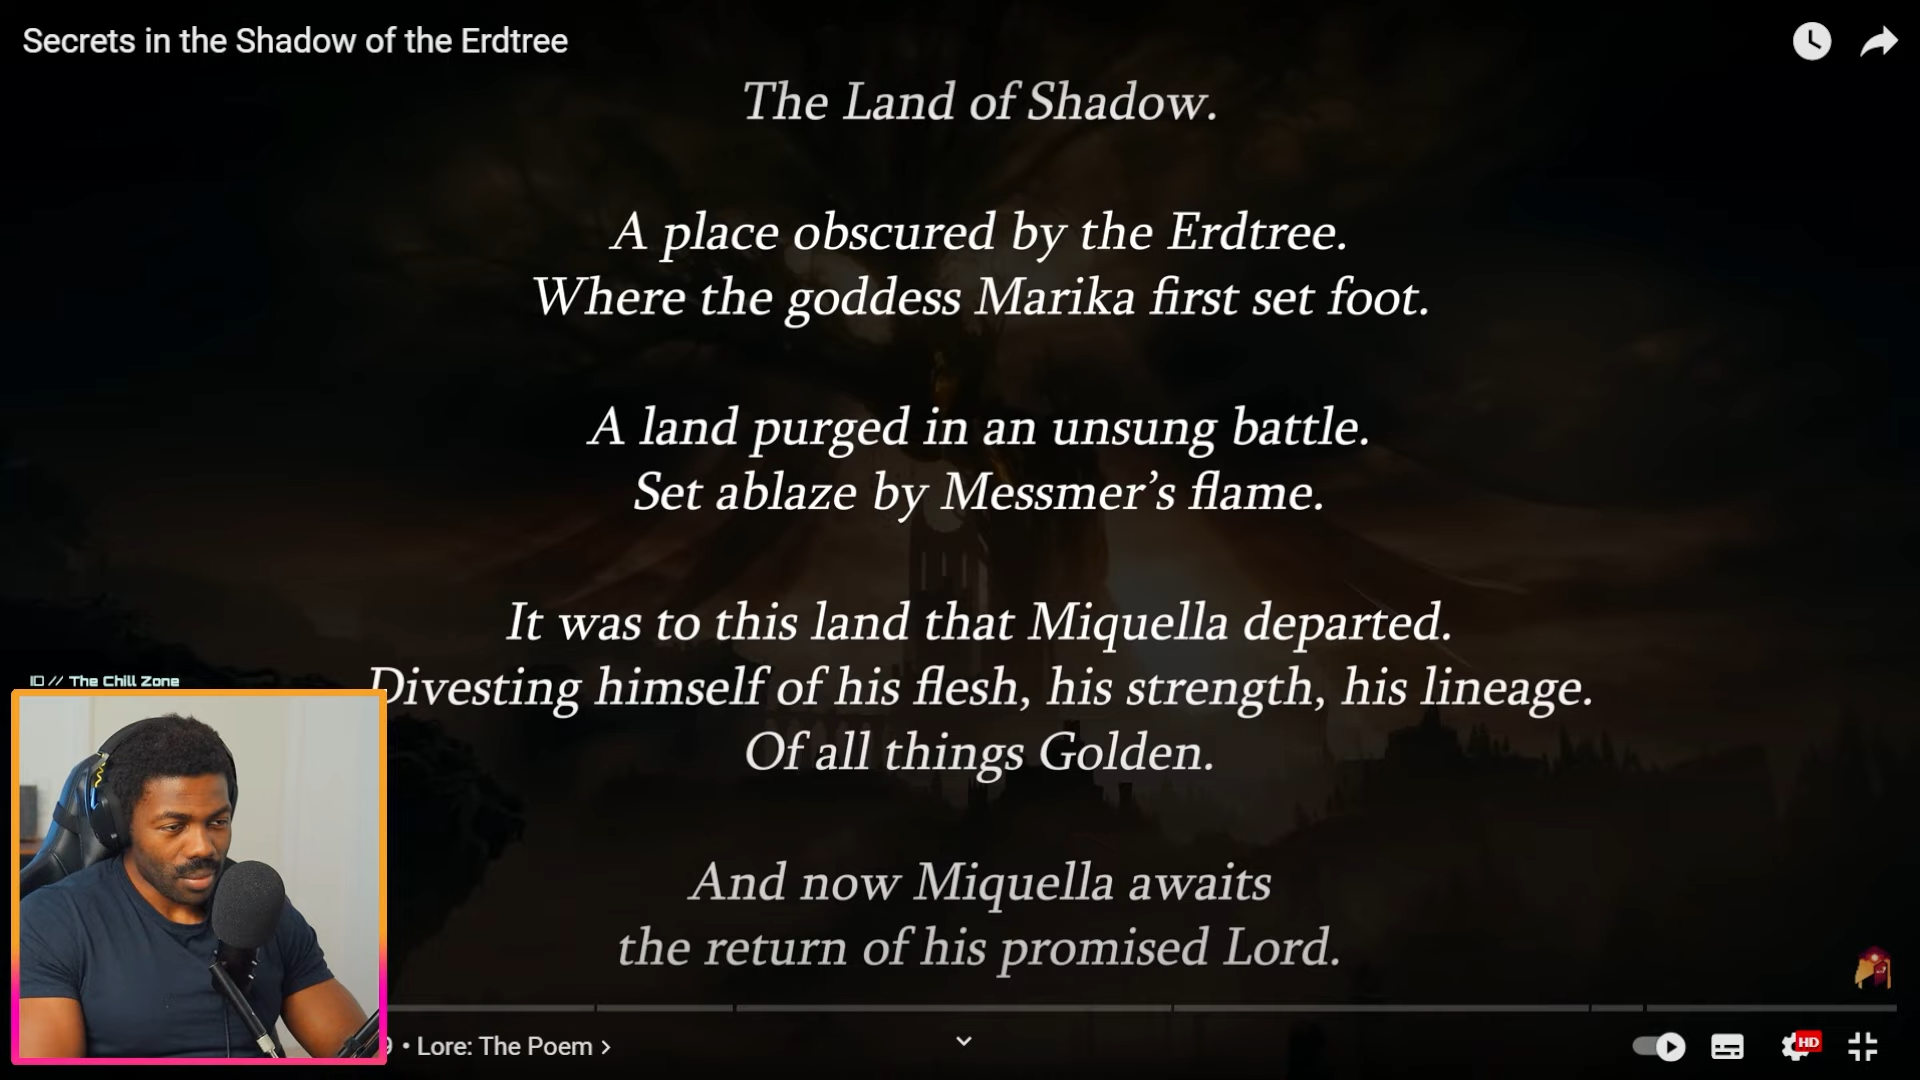 Secrets in the Shadow of the Erdtree
The Land of Shadow.
A place obscured by the Erdtree.
Where the goddess Marika first set foot.
A land purged in an unsung battle.
Set ablaze by Messmer’s flame.
It was to this land that Miquella departed.
Divesting himself of his flesh, his strength, his lineage.
Of all things Golden.
And now Miquella awaits
the return of his promised Lord.
ID // The Chill Zone
9 • Lore: The Poem >
HD